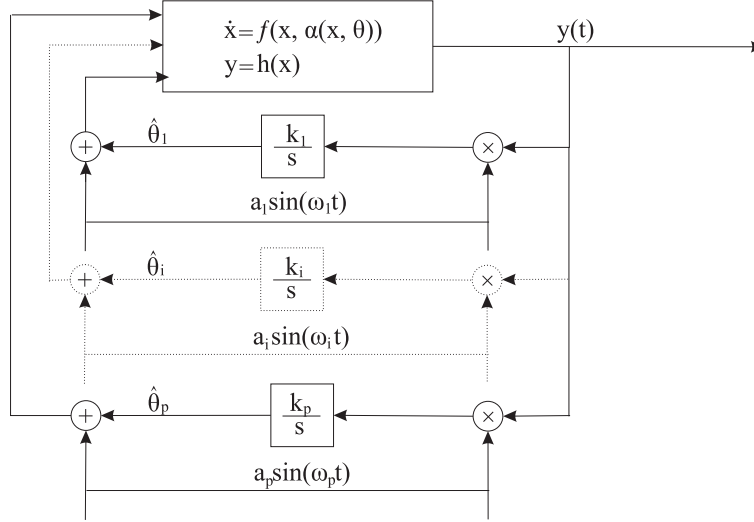 ẋ=f(x, α(x, θ))
y=h(x)
y(t)
θ̂₁
k₁
s
+
×
a₁sin(ω₁t)
θ̂ᵢ
kᵢ
s
+
×
aᵢsin(ωᵢt)
θ̂ₚ
kₚ
s
+
×
aₚsin(ωₚt)